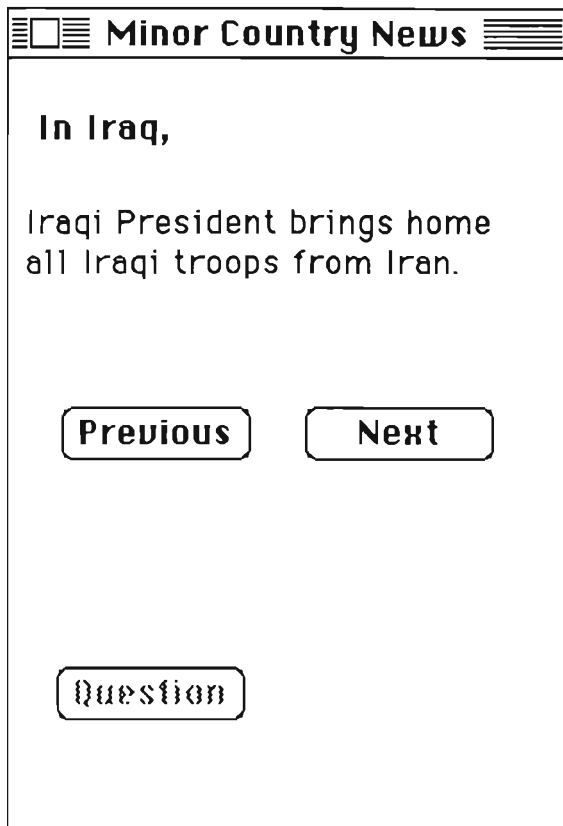 Minor Country News
In Iraq,
Iraqi President brings home
all Iraqi troops from Iran.
Previous Next
Question